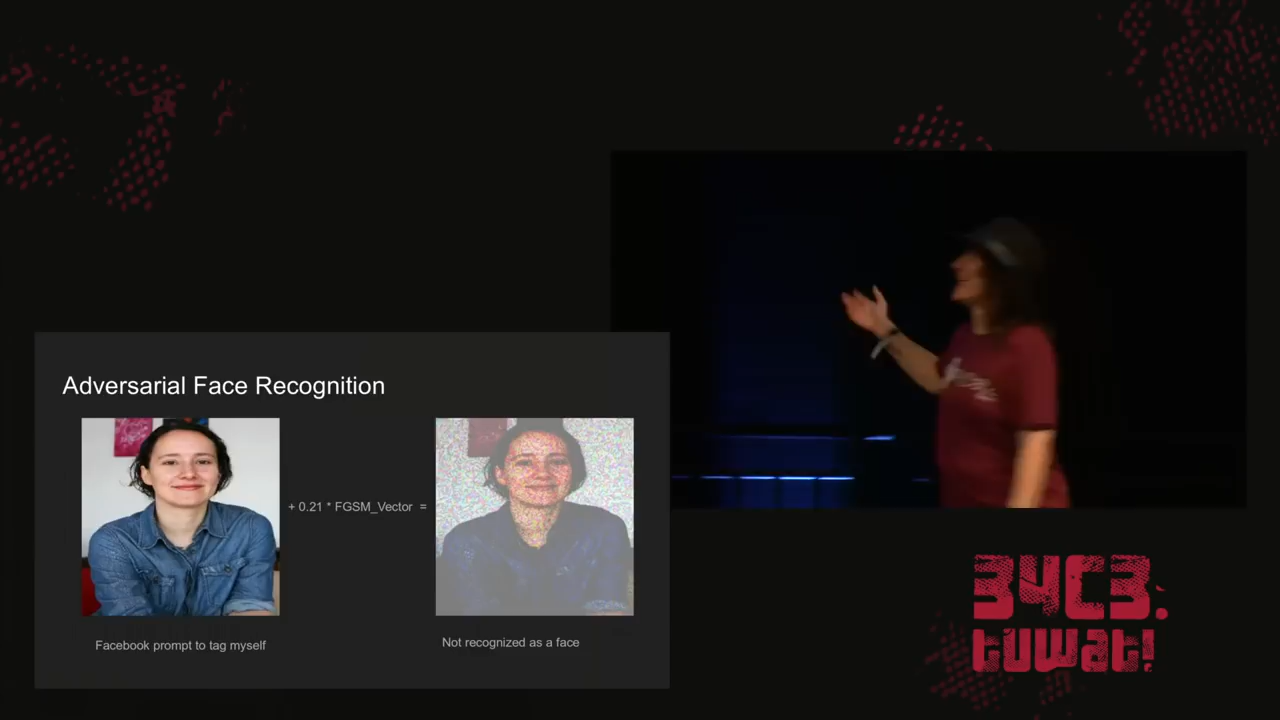 Adversarial Face Recognition
+ 0.21 * FGSM_Vector =
Facebook prompt to tag myself
Not recognized as a face
34C3.
tuwat!